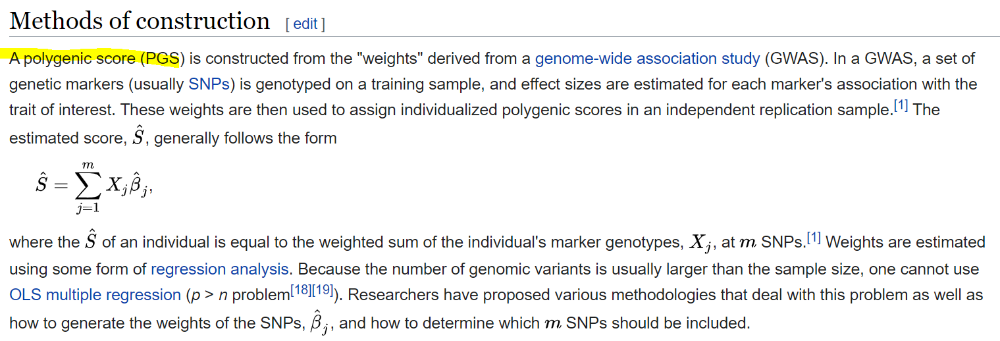 Methods of construction [ edit ]
A polygenic score (PGS) is constructed from the "weights" derived from a genome-wide association study (GWAS). In a GWAS, a set of
genetic markers (usually SNPs) is genotyped on a training sample, and effect sizes are estimated for each marker's association with the
trait of interest. These weights are then used to assign individualized polygenic scores in an independent replication sample.[1] The
estimated score, Ŝ, generally follows the form
Ŝ = ∑_{j=1}^{m} X_j β̂_j,
where the Ŝ of an individual is equal to the weighted sum of the individual's marker genotypes, X_j, at m SNPs.[1] Weights are estimated
using some form of regression analysis. Because the number of genomic variants is usually larger than the sample size, one cannot use
OLS multiple regression (p > n problem[18][19]). Researchers have proposed various methodologies that deal with this problem as well as
how to generate the weights of the SNPs, β̂_j, and how to determine which m SNPs should be included.